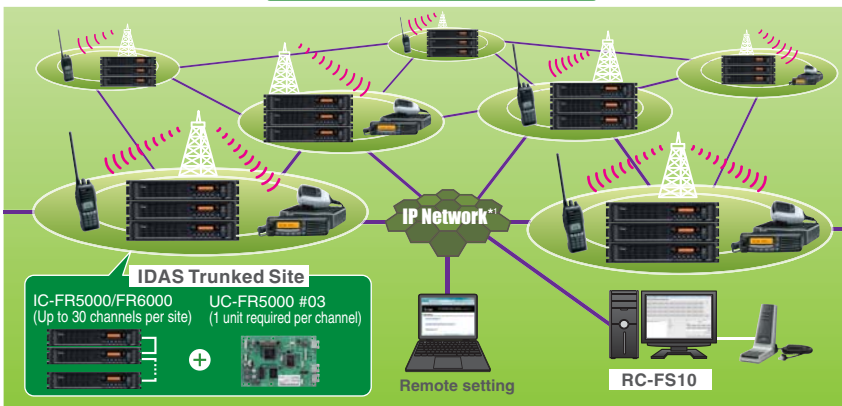 IP Network*1
IDAS Trunked Site
IC-FR5000/FR6000
(Up to 30 channels per site)
UC-FR5000 #03
(1 unit required per channel)
Remote setting
RC-FS10